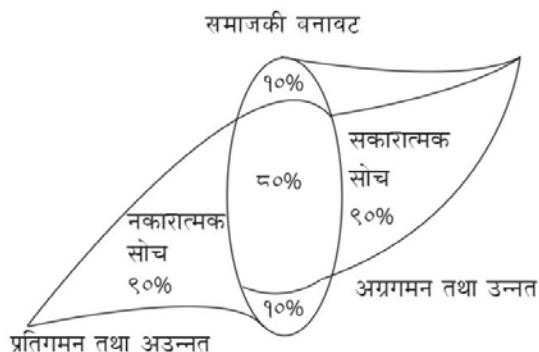 समाजकी बनावट
१०%
सकारात्मक
सोच
९०%
८०%
नकारात्मक
सोच
९०%
१०%
अग्रगमन तथा उन्नत
प्रतिगमन तथा अउन्नत